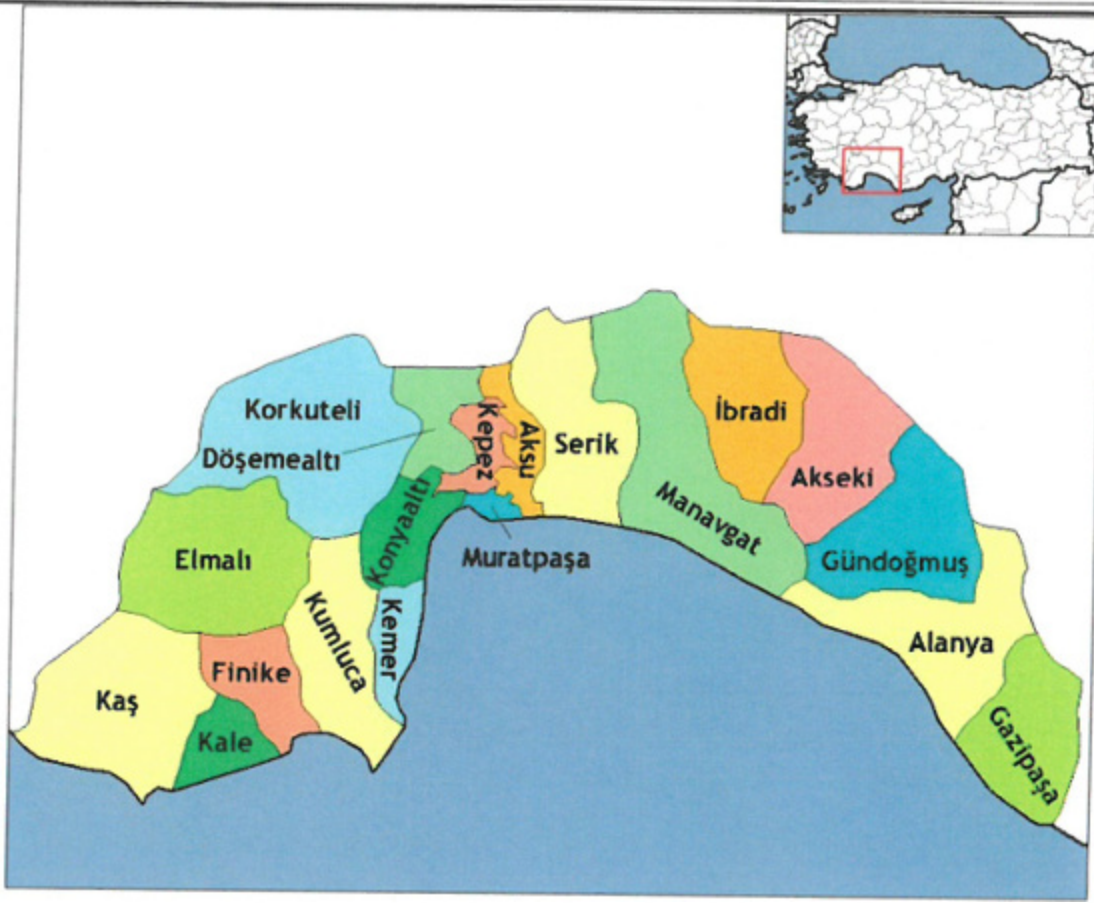 Korkuteli
Döşemealtı
Kepez
Aksu
Serik
İbradi
Akseki
Manavgat
Elmalı
Konyaaltı
Muratpaşa
Gündoğmuş
Kumluca
Kemer
Alanya
Kaş
Finike
Kale
Gazipaşa